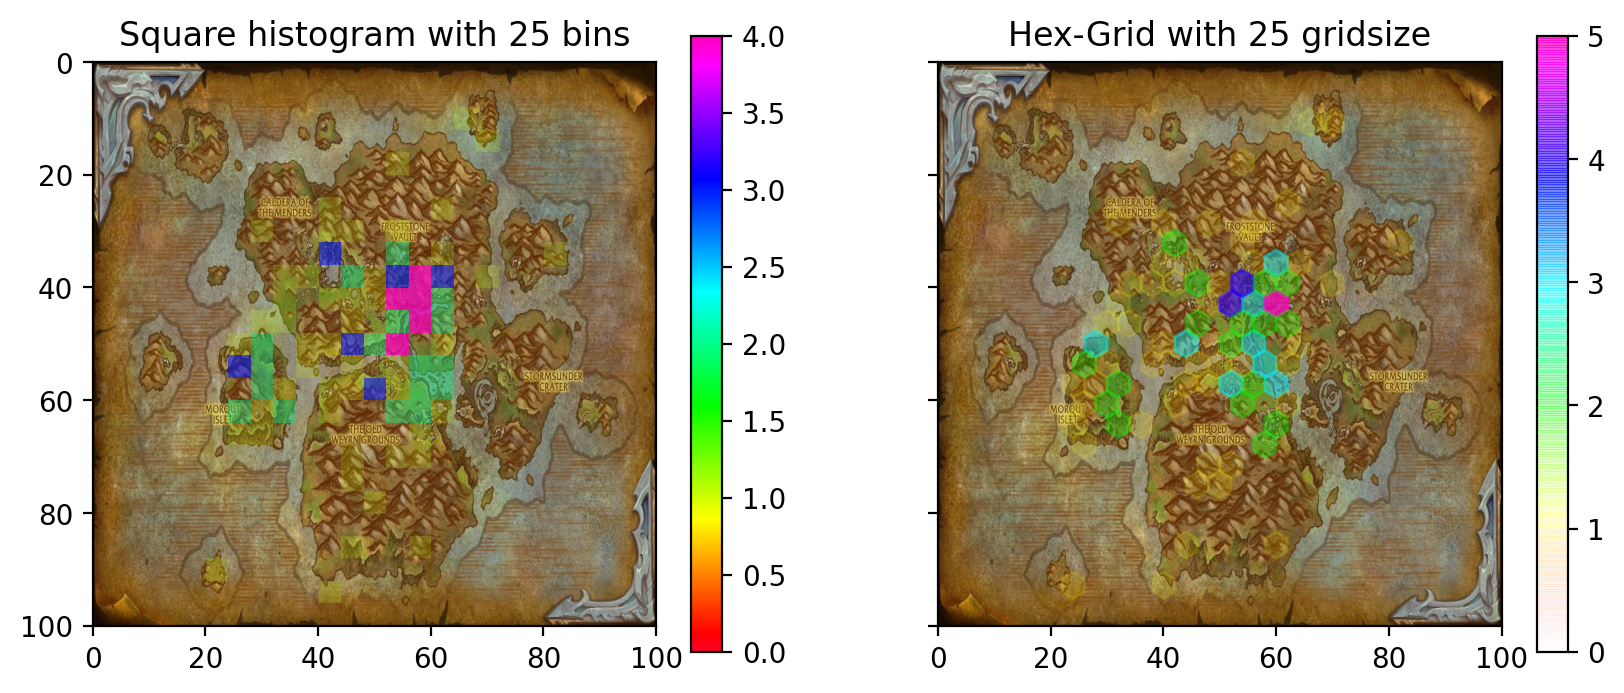 Square histogram with 25 bins
0
20
40
60
80
100
0
20
40
60
80
100
CALDERA OF
THE MENDERS
FROSTSTONE
VAULT
STORMSUNDER
CRATER
MORQUT
ISLET
THE OLD
WEYRN GROUNDS
4.0
3.5
3.0
2.5
2.0
1.5
1.0
0.5
0.0
Hex-Grid with 25 gridsize
CALDERA OF
THE MENDERS
FROSTSTONE
VAULT
STORMSUNDER
CRATER
MORQUT
ISLET
THE OLD
WEYRN GROUNDS
0
20
40
60
80
100
5
4
3
2
1
0